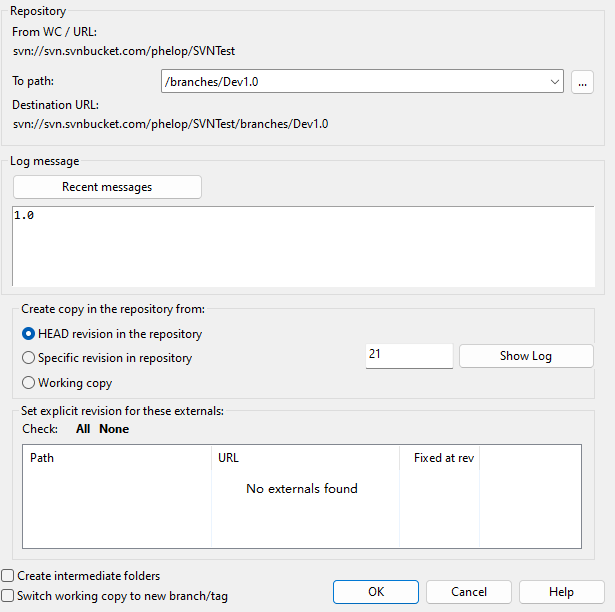 Repository
From WC / URL:
svn://svn.svnbucket.com/phelop/SVNTest
To path:
/branches/Dev1.0
...
Destination URL:
svn://svn.svnbucket.com/phelop/SVNTest/branches/Dev1.0
Log message
Recent messages
1.0
Create copy in the repository from:
HEAD revision in the repository
Specific revision in repository
21
Show Log
Working copy
Set explicit revision for these externals:
Check: All None
Path URL Fixed at rev
No externals found
Create intermediate folders
Switch working copy to new branch/tag
OK Cancel Help